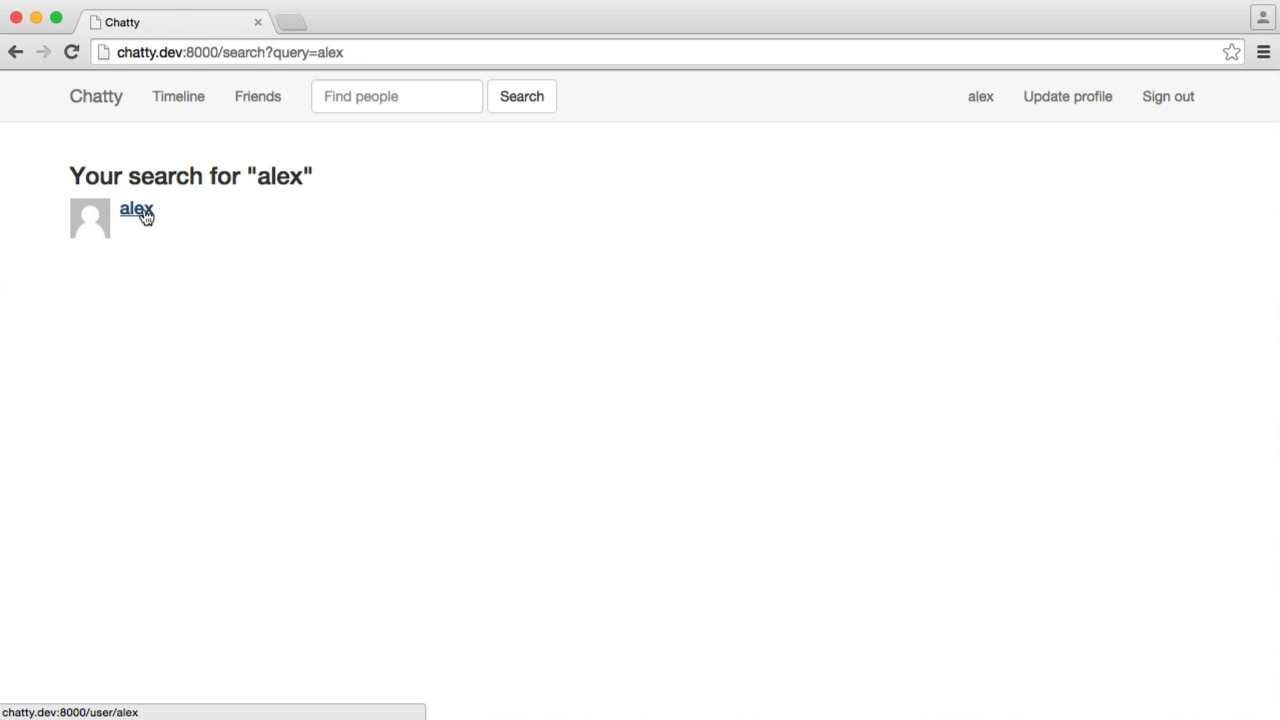 Chatty
chatty.dev:8000/search?query=alex
Chatty Timeline Friends Find people Search alex Update profile Sign out
Your search for "alex"
alex
chatty.dev:8000/user/alex